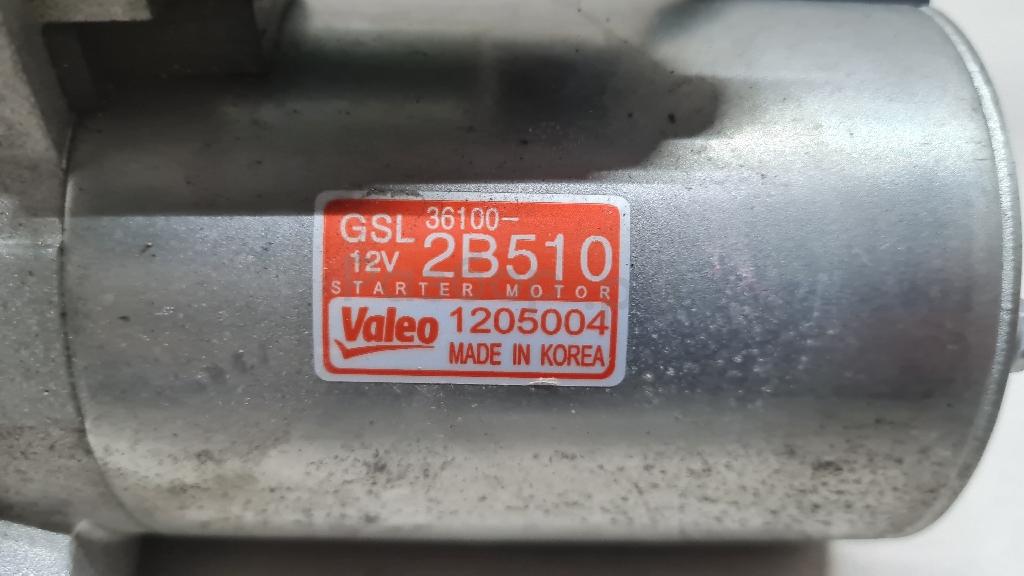 GSL 36100-
12V 2B510
STARTER MOTOR
Valeo 1205004
MADE IN KOREA